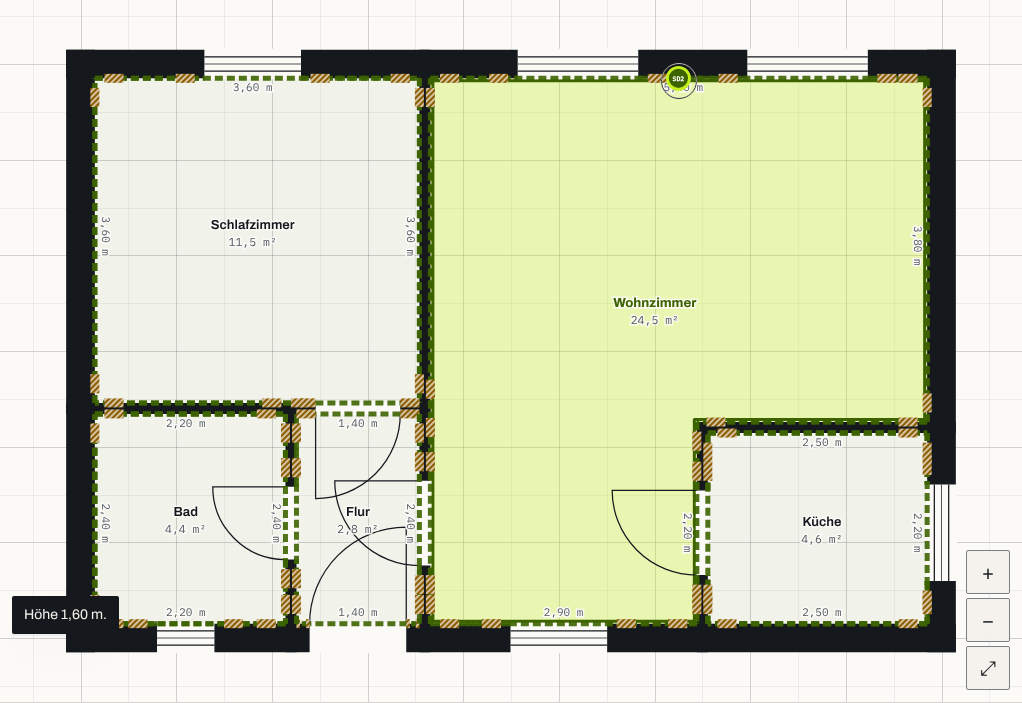 SD2
3,60 m
3,60 m
3,60 m
Schlafzimmer
11,5 m²
3,80 m
Wohnzimmer
24,5 m²
2,20 m
1,40 m
2,50 m
2,40 m
Bad
4,4 m²
2,40 m
Flur
2,8 m²
2,40 m
2,20 m
Küche
4,6 m²
2,20 m
Höhe 1,60 m.
2,20 m
1,40 m
2,90 m
2,50 m
+
−